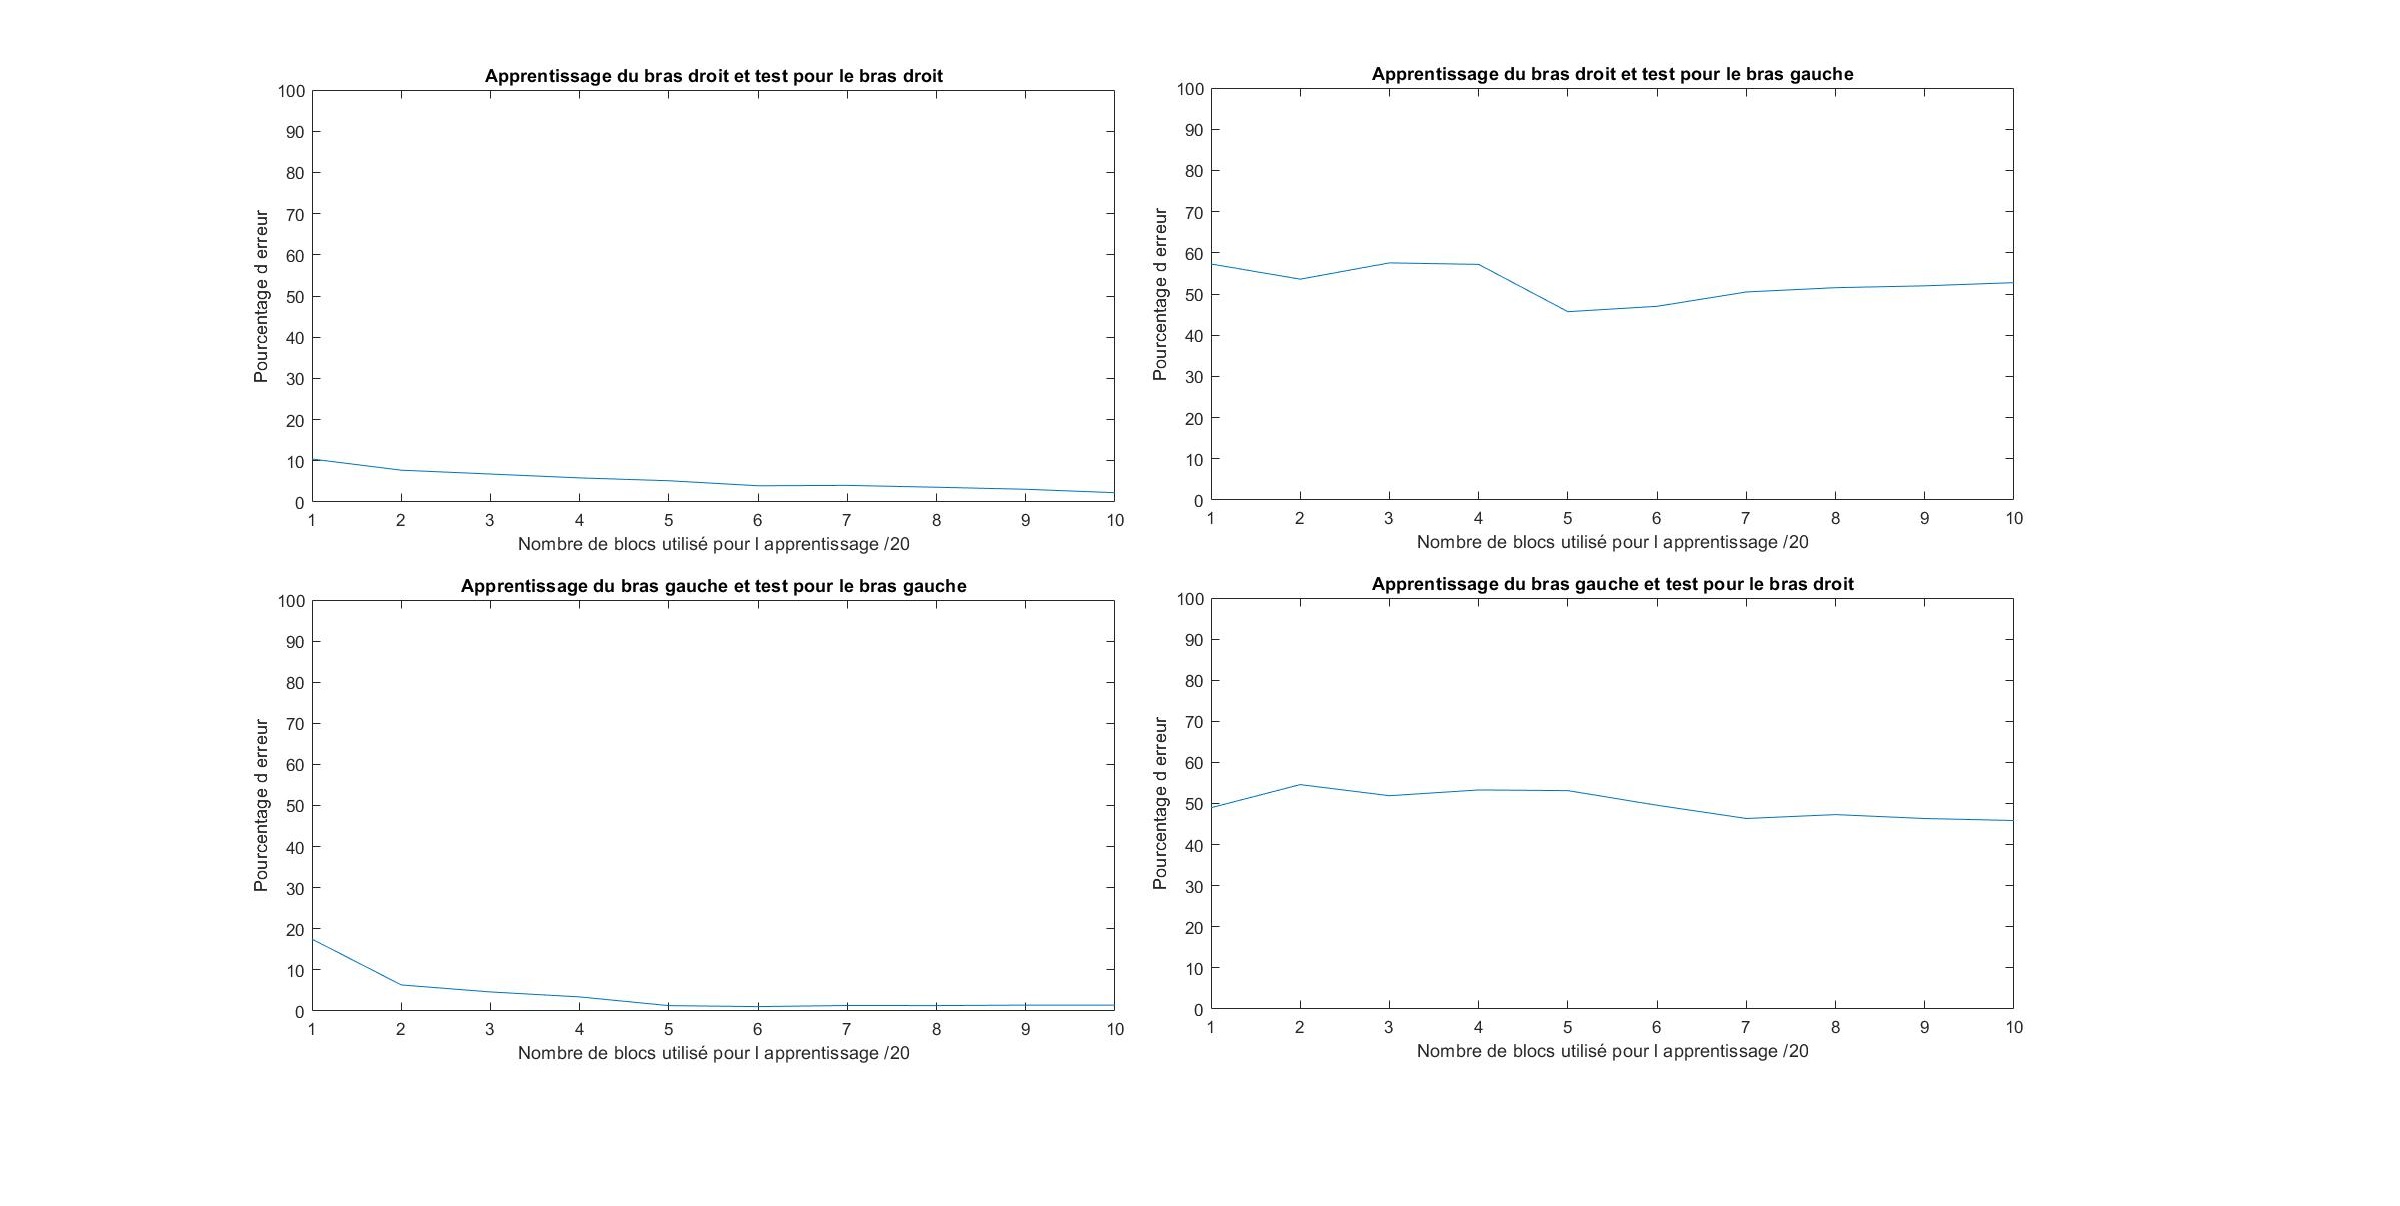 Apprentissage du bras droit et test pour le bras droit
100
90
80
70
60
50
40
30
20
10
0
Pourcentage d erreur
1 2 3 4 5 6 7 8 9 10
Nombre de blocs utilisé pour l apprentissage /20
Apprentissage du bras droit et test pour le bras gauche
100
90
80
70
60
50
40
30
20
10
0
Pourcentage d erreur
1 2 3 4 5 6 7 8 9 10
Nombre de blocs utilisé pour l apprentissage /20
Apprentissage du bras gauche et test pour le bras gauche
100
90
80
70
60
50
40
30
20
10
0
Pourcentage d erreur
1 2 3 4 5 6 7 8 9 10
Nombre de blocs utilisé pour l apprentissage /20
Apprentissage du bras gauche et test pour le bras droit
100
90
80
70
60
50
40
30
20
10
0
Pourcentage d erreur
1 2 3 4 5 6 7 8 9 10
Nombre de blocs utilisé pour l apprentissage /20